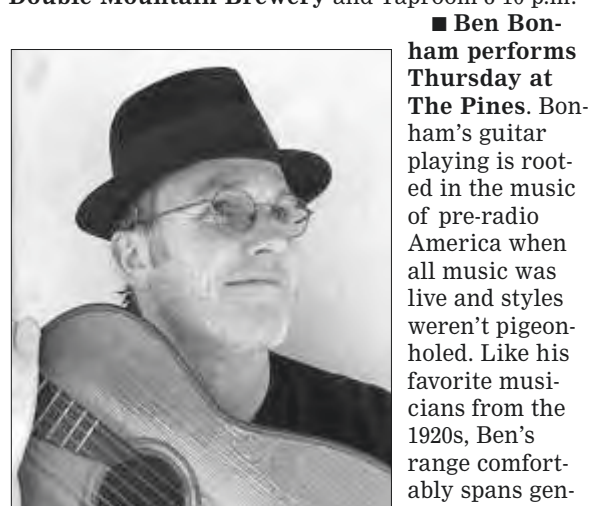 Double Mountain Brewery and Taproom 8-10 p.m.
■ Ben Bon-
ham performs
Thursday at
The Pines. Bon-
ham’s guitar
playing is root-
ed in the music
of pre-radio
America when
all music was
live and styles
weren’t pigeon-
holed. Like his
favorite musi-
cians from the
1920s, Ben’s
range comfort-
ably spans gen-